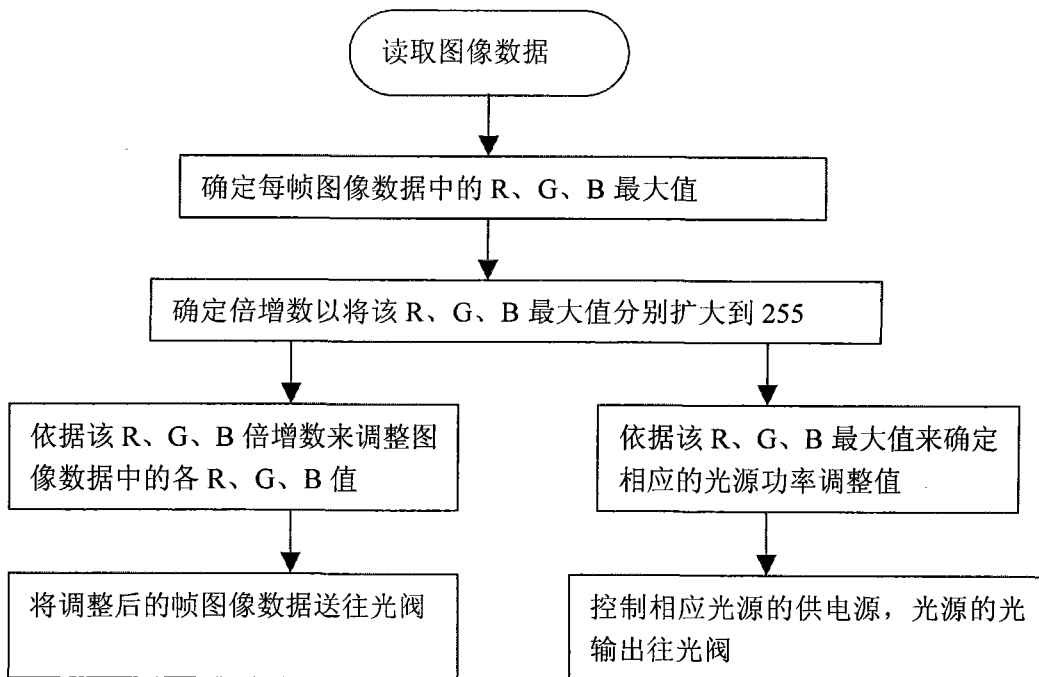 读取图像数据
确定每帧图像数据中的 R、G、B 最大值
确定倍增数以将该 R、G、B 最大值分别扩大到 255
依据该 R、G、B 倍增数来调整图
像数据中的各 R、G、B 值
依据该 R、G、B 最大值来确定
相应的光源功率调整值
将调整后的帧图像数据送往光阀
控制相应光源的供电源，光源的光
输出往光阀